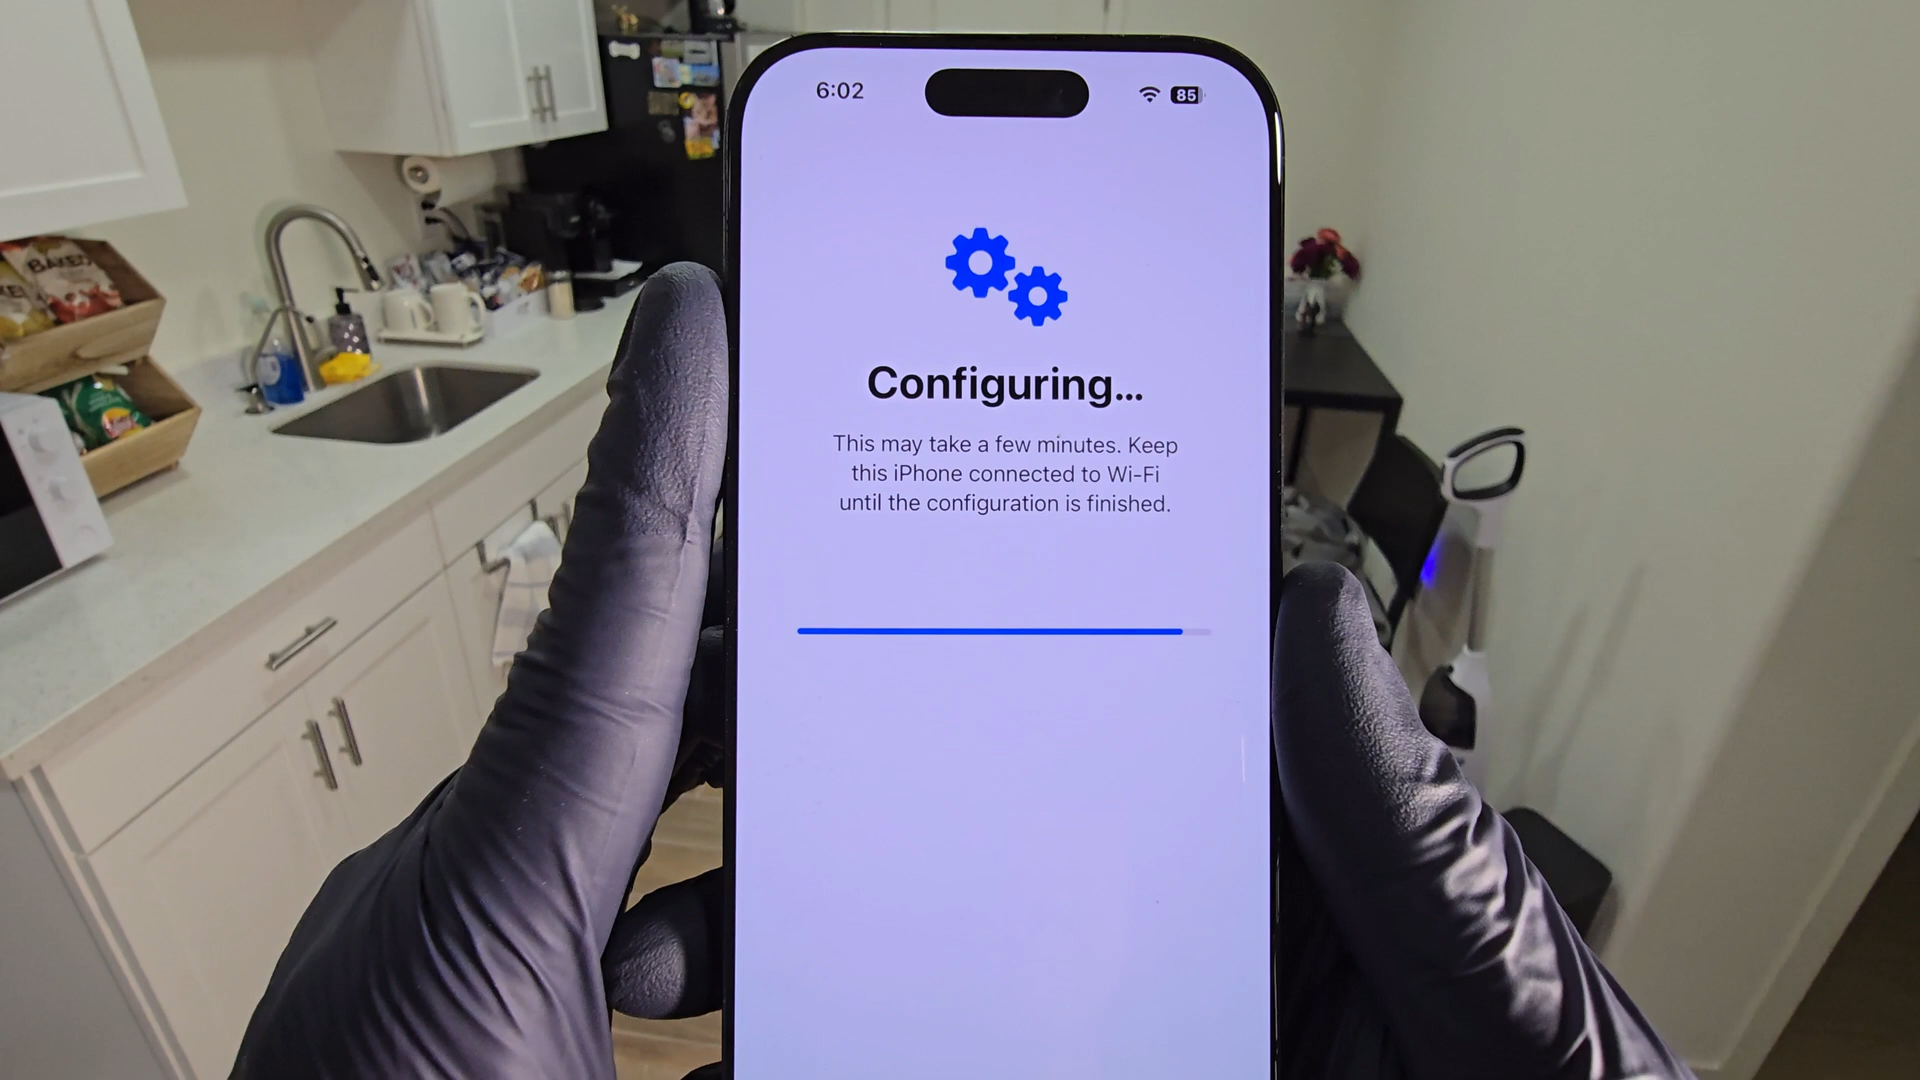 6:02
85
Configuring...
This may take a few minutes. Keep
this iPhone connected to Wi-Fi
until the configuration is finished.
BAKED